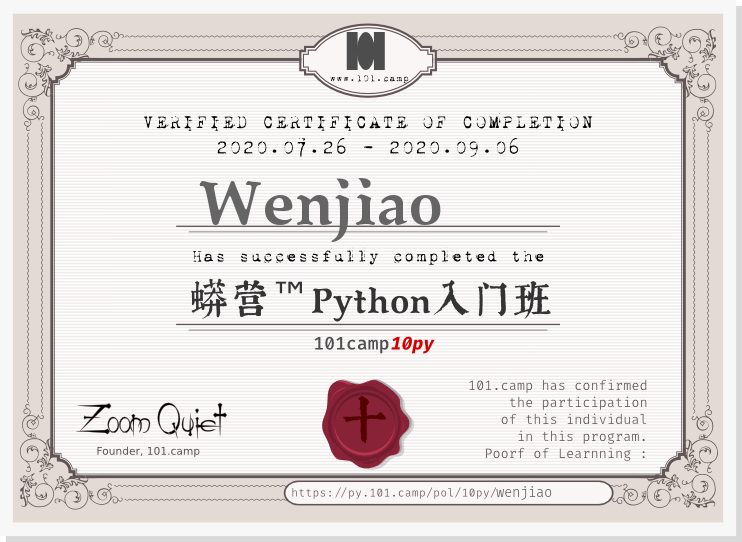 101
www.101.camp
VERIFIED CERTIFICATE OF COMPLETION
2020.07.26 - 2020.09.06
Wenjiao
Has successfully completed the
蟒营™Python入门班
101camp10py
Zoom Quiet
Founder, 101.camp
十
101.camp has confirmed
the participation
of this individual
in this program.
Poorf of Learnning :
https://py.101.camp/pol/10py/wenjiao